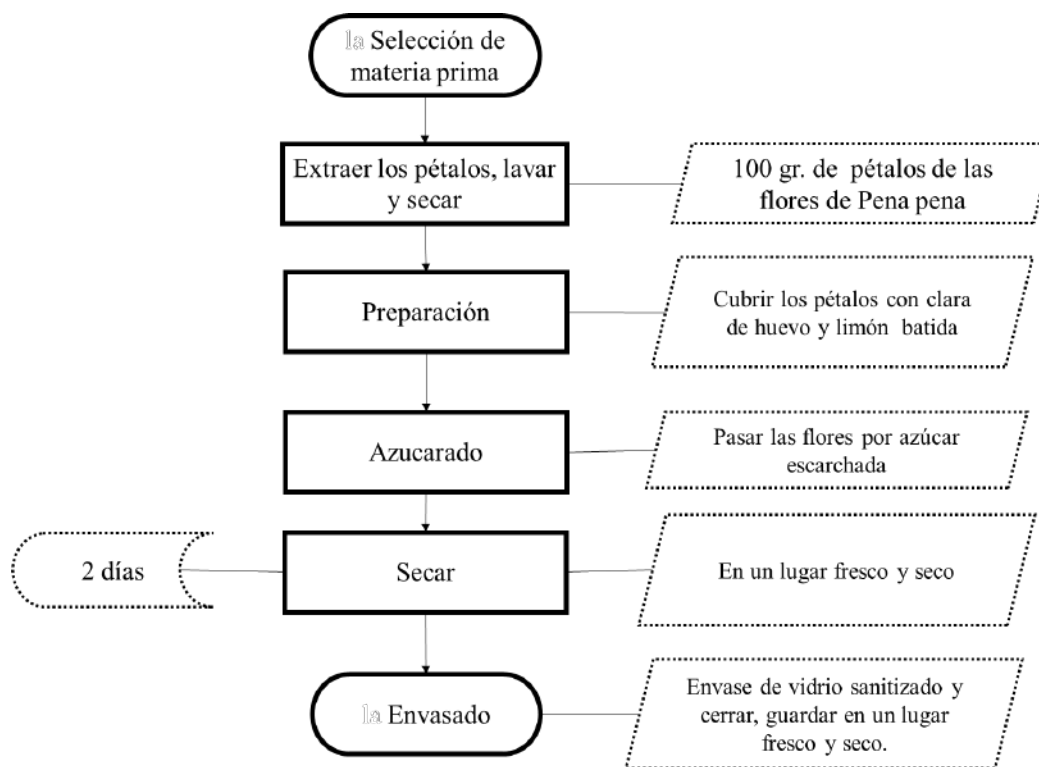 la Selección de
materia prima
Extraer los pétalos, lavar
y secar
100 gr. de pétalos de las
flores de Pena pena
Preparación
Cubrir los pétalos con clara
de huevo y limón batida
Azucarado
Pasar las flores por azúcar
escarchada
2 días
Secar
En un lugar fresco y seco
la Envasado
Envase de vidrio sanitizado y
cerrar, guardar en un lugar
fresco y seco.